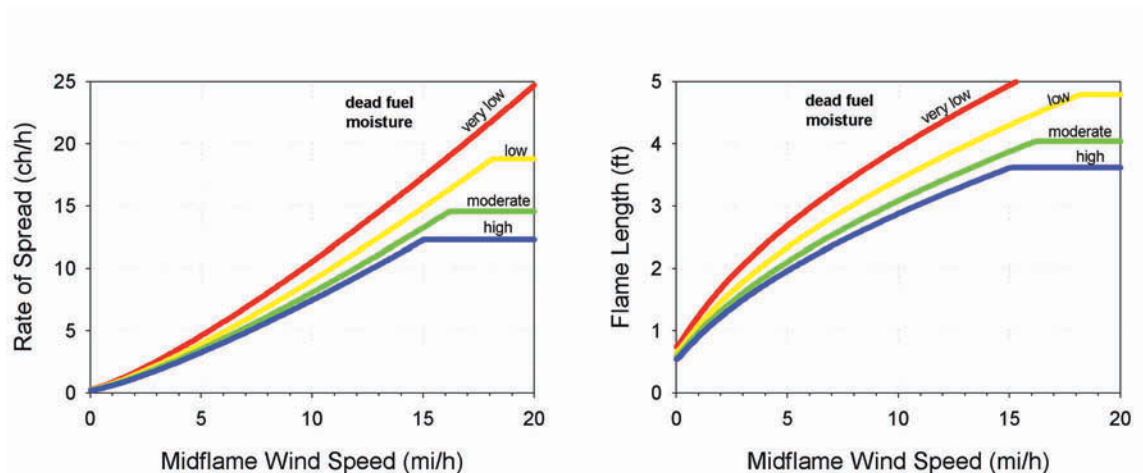 25
20
15
10
5
0
Rate of Spread (ch/h)
dead fuel
moisture
very low
low
moderate
high
0 5 10 15 20
Midflame Wind Speed (mi/h)
5
4
3
2
1
0
Flame Length (ft)
dead fuel
moisture
very low
low
moderate
high
0 5 10 15 20
Midflame Wind Speed (mi/h)